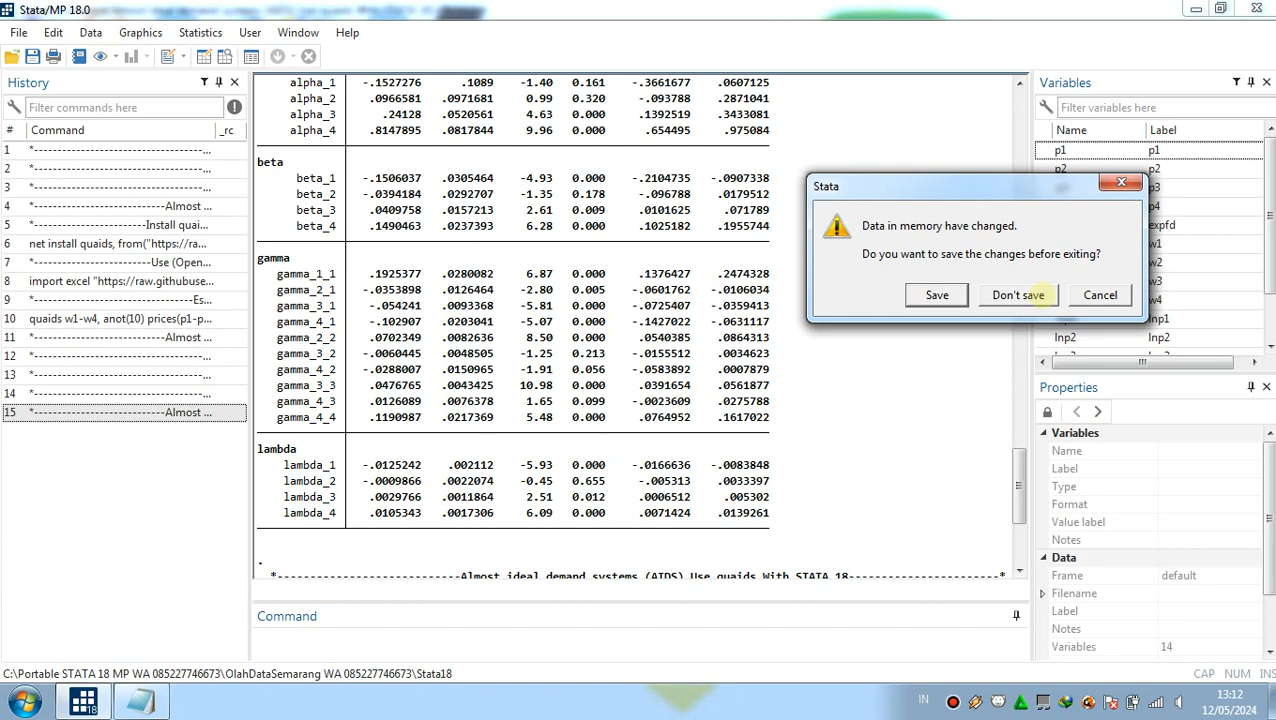 Stata/MP 18.0
File Edit Data Graphics Statistics User Window Help
History
Filter commands here
# Command _rc
1 *-----------------------------------...
2 *-----------------------------------...
3 *-----------------------------------...
4 *----------------------------Almost ...
5 *------------------------Install quai...
6 net install quaids, from("https://ra...
7 *-------------------------Use (Open...
8 import excel "https://raw.githubuse...
9 *----------------------------Es...
10 quaids w1-w4, anot(10) prices(p1-p...
11 *----------------------------Almost ...
12 *-----------------------------------...
13 *-----------------------------------...
14 *-----------------------------------...
15 *----------------------------Almost ...
alpha_1 -.1527276 .1089 -1.40 0.161 -.3661677 .0607125
alpha_2 .0966581 .0971681 0.99 0.320 -.093788 .2871041
alpha_3 .24128 .0520561 4.63 0.000 .1392519 .3433081
alpha_4 .8147895 .0817844 9.96 0.000 .654495 .975084
beta
beta_1 -.1506037 .0305464 -4.93 0.000 -.2104735 -.0907338
beta_2 -.0394184 .0292707 -1.35 0.178 -.096788 .0179512
beta_3 .0409758 .0157213 2.61 0.009 .0101625 .071789
beta_4 .1490463 .0237393 6.28 0.000 .1025182 .1955744
gamma
gamma_1_1 .1925377 .0280082 6.87 0.000 .1376427 .2474328
gamma_2_1 -.0353898 .0126464 -2.80 0.005 -.0601762 -.0106034
gamma_3_1 -.054241 .0093368 -5.81 0.000 -.0725407 -.0359413
gamma_4_1 -.102907 .0203041 -5.07 0.000 -.1427022 -.0631117
gamma_2_2 .0702349 .0082636 8.50 0.000 .0540385 .0864313
gamma_3_2 -.0060445 .0048505 -1.25 0.213 -.0155512 .0034623
gamma_4_2 -.0288007 .0150965 -1.91 0.056 -.0583892 .0007879
gamma_3_3 .0476765 .0043425 10.98 0.000 .0391654 .0561877
gamma_4_3 .0126089 .0076378 1.65 0.099 -.0023609 .0275788
gamma_4_4 .1190987 .0217369 5.48 0.000 .0764952 .1617022
lambda
lambda_1 -.0125242 .002112 -5.93 0.000 -.0166636 -.0083848
lambda_2 -.0009866 .0022074 -0.45 0.655 -.005313 .0033397
lambda_3 .0029766 .0011864 2.51 0.012 .0006512 .005302
lambda_4 .0105343 .0017306 6.09 0.000 .0071424 .0139261
.
*----------------------------Almost ideal demand systems (AIDS) Use quaids With STATA 18-----------------------*
Command
Variables
Filter variables here
Name Label
p1 p1
p2 p2
p3
p4
expfd
w1
w2
w3
w4
lnp1
lnp2 lnp2
Stata
Data in memory have changed.
Do you want to save the changes before exiting?
Save Don't save Cancel
Properties
Variables
Name
Label
Type
Format
Value label
Notes
Data
Frame default
Filename
Label
Notes
Variables 14
C:\Portable STATA 18 MP WA 085227746673\OlahDataSemarang WA 085227746673\Stata18
CAP NUM INS
18
IN
13:12
12/05/2024